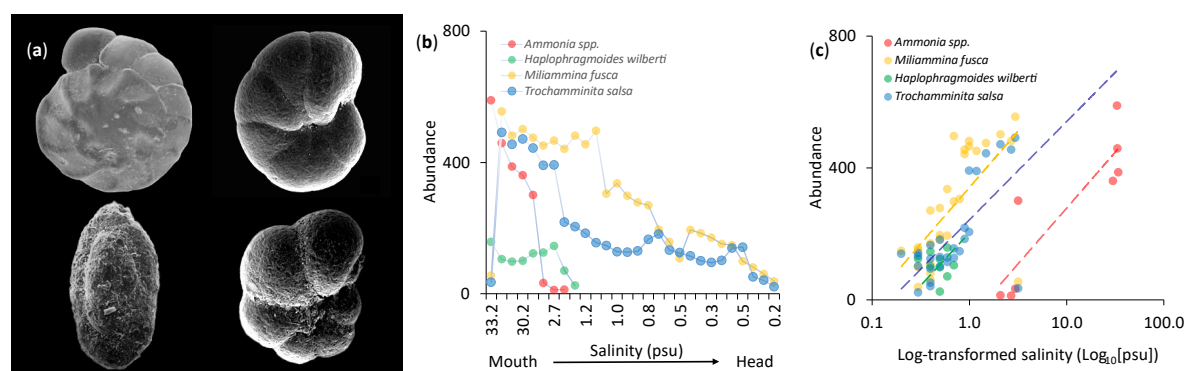 (a)
(b)
800
400
0
Abundance
Ammonia spp.
Haplophragmoides wilberti
Miliammina fusca
Trochamminita salsa
33.2
30.2
2.7
1.2
1.0
0.8
0.5
0.3
0.5
0.2
Salinity (psu)
Mouth
Head
(c)
800
400
0
Abundance
Ammonia spp.
Miliammina fusca
Haplophragmoides wilberti
Trochamminita salsa
0.1
1.0
10.0
100.0
Log-transformed salinity (Log10[psu])